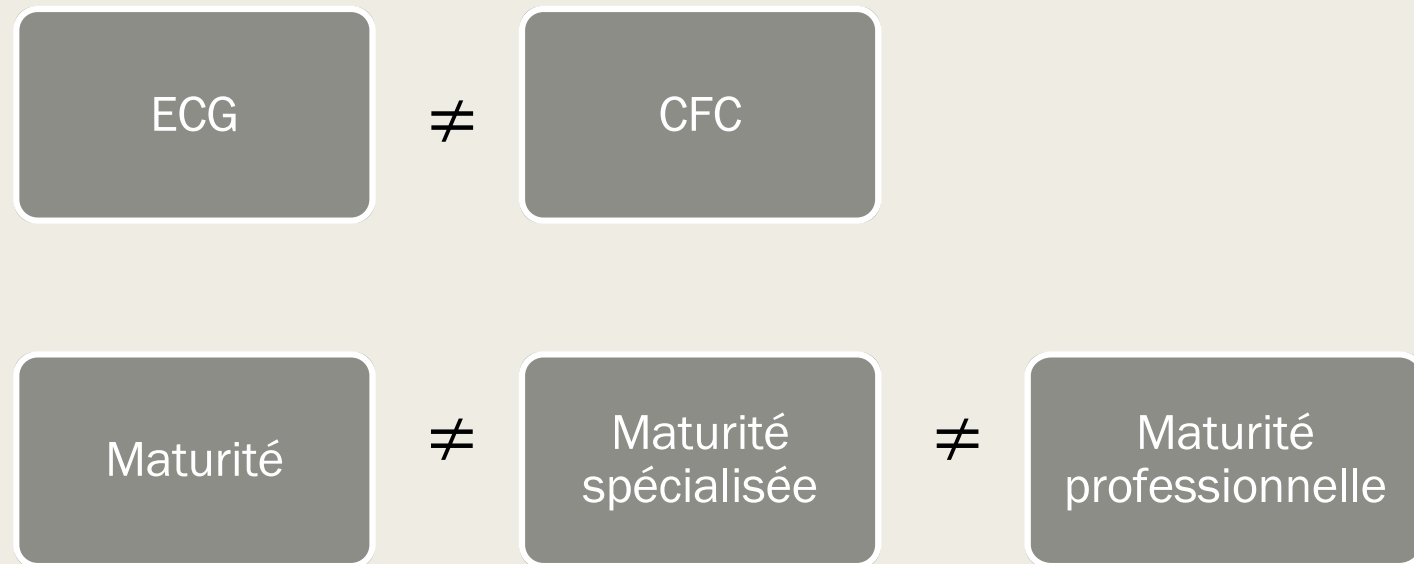 ECG ≠ CFC
Maturité ≠ Maturité spécialisée ≠ Maturité professionnelle